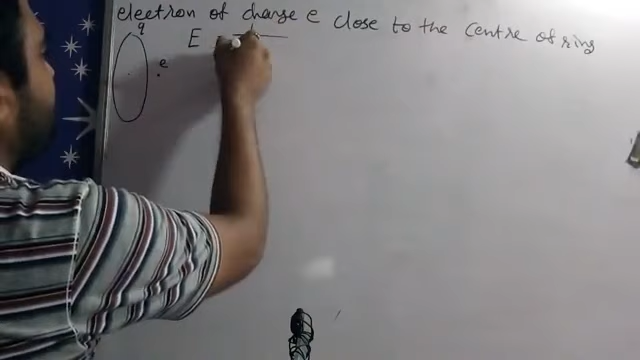 electron of charge e close to the centre of ring
q
E
e